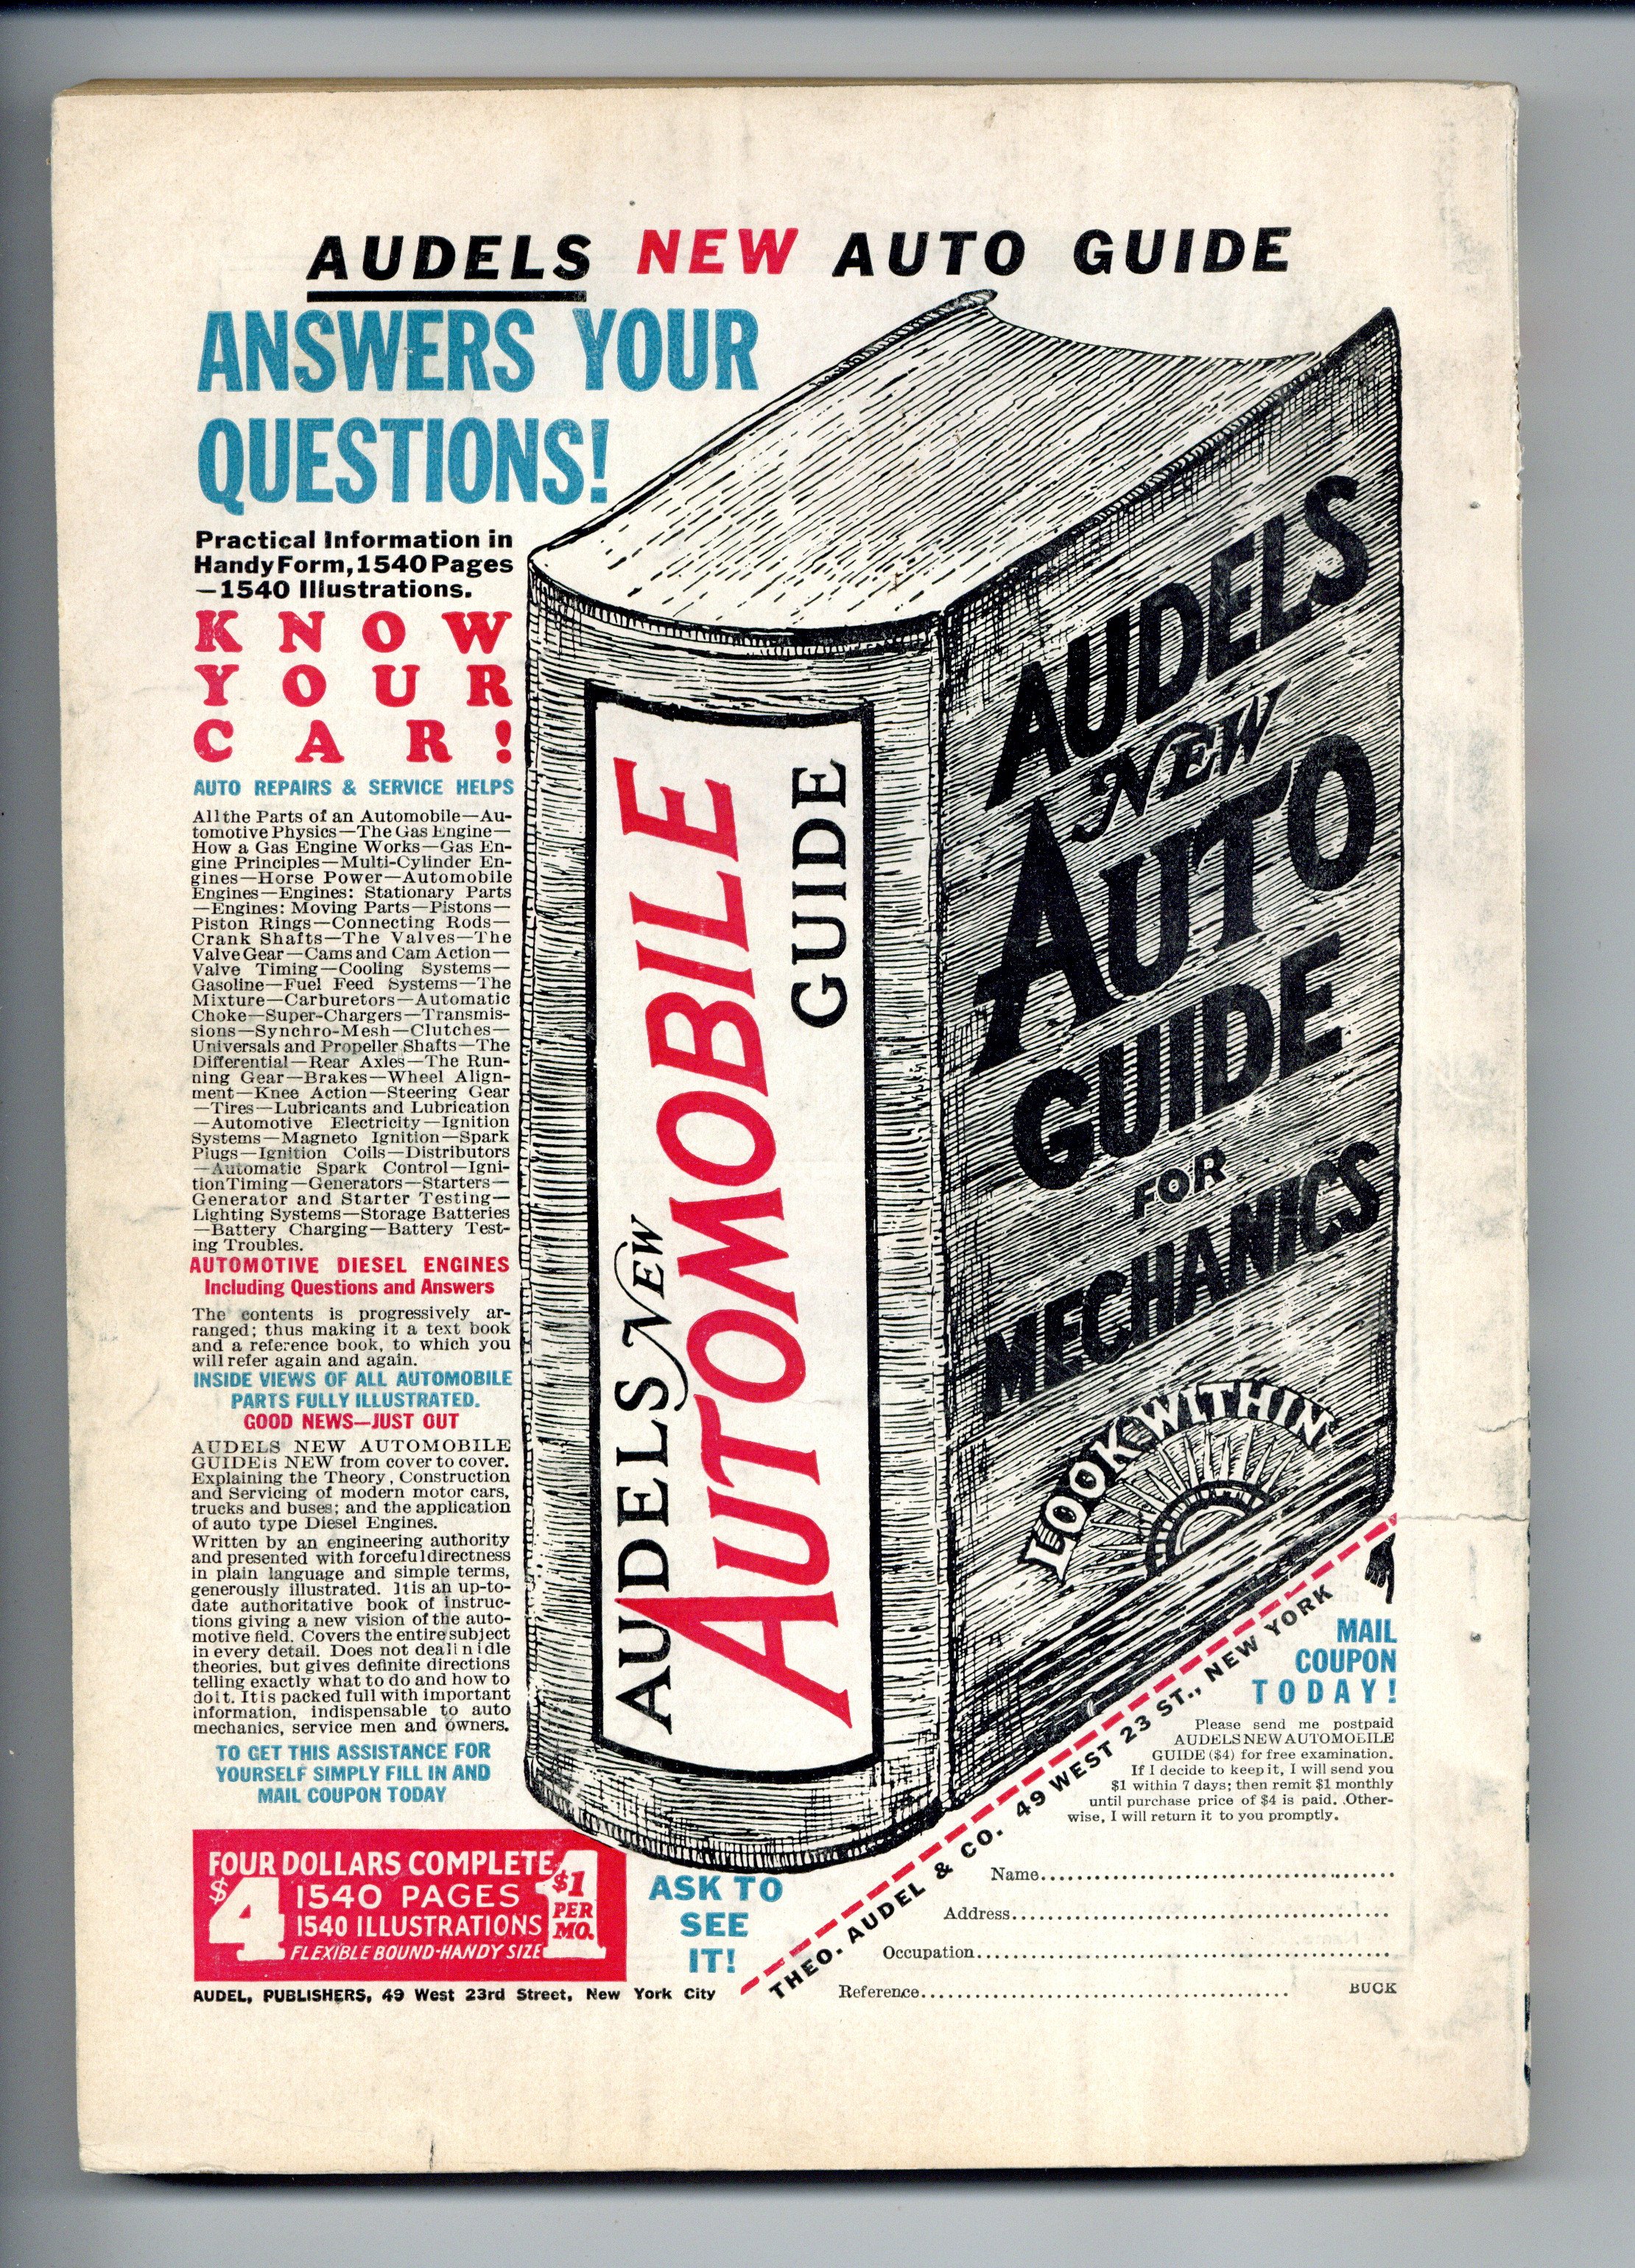 AUDELS NEW AUTO GUIDE
ANSWERS YOUR
QUESTIONS!
Practical Information in
Handy Form, 1540 Pages
—1540 Illustrations.
KNOW
YOUR
CAR!
AUTO REPAIRS & SERVICE HELPS
All the Parts of an Automobile—Au-
tomotive Physics—The Gas Engine—
How a Gas Engine Works—Gas En-
gine Principles—Multi-Cylinder En-
gines—Horse Power—Automobile
Engines—Engines: Stationary Parts
—Engines: Moving Parts—Pistons—
Piston Rings—Connecting Rods—
Crank Shafts—The Valves—The
Valve Gear—Cams and Cam Action—
Valve Timing—Cooling Systems—
Gasoline—Fuel Feed Systems—The
Mixture—Carburetors—Automatic
Choke—Super-Chargers—Transmis-
sions—Synchro-Mesh—Clutches—
Universals and Propeller Shafts—The
Differential—Rear Axles—The Run-
ning Gear—Brakes—Wheel Align-
ment—Knee Action—Steering Gear
—Tires—Lubricants and Lubrication
—Automotive Electricity—Ignition
Systems—Magneto Ignition—Spark
Plugs—Ignition Coils—Distributors
—Automatic Spark Control—Igni-
tion Timing—Generators—Starters—
Generator and Starter Testing—
Lighting Systems—Storage Batteries
—Battery Charging—Battery Test-
ing Troubles.
AUTOMOTIVE DIESEL ENGINES
Including Questions and Answers
The contents is progressively ar-
ranged; thus making it a text book
and a reference book, to which you
will refer again and again.
INSIDE VIEWS OF ALL AUTOMOBILE
PARTS FULLY ILLUSTRATED.
GOOD NEWS—JUST OUT
AUDELS NEW AUTOMOBILE
GUIDE is NEW from cover to cover.
Explaining the Theory, Construction
and Servicing of modern motor cars,
trucks and buses; and the application
of auto type Diesel Engines.
Written by an engineering authority
and presented with forceful directness
in plain language and simple terms,
generously illustrated. It is an up-to-
date authoritative book of instruc-
tions giving a new vision of the auto-
motive field. Covers the entire subject
in every detail. Does not deal in idle
theories, but gives definite directions
telling exactly what to do and how to
do it. It is packed full with important
information, indispensable to auto
mechanics, service men and owners.
TO GET THIS ASSISTANCE FOR
YOURSELF SIMPLY FILL IN AND
MAIL COUPON TODAY
FOUR DOLLARS COMPLETE
$4
1540 PAGES
1540 ILLUSTRATIONS
FLEXIBLE BOUND-HANDY SIZE
1
$1
PER
MO.
AUDEL, PUBLISHERS, 49 West 23rd Street, New York City
ASK TO
SEE
IT!
AUDELS NEW
AUTOMOBILE
GUIDE
AUDELS
NEW
AUTO
GUIDE
FOR
MECHANICS
LOOK WITHIN
THEO. AUDEL & CO. 49 WEST 23 ST., NEW YORK
MAIL
COUPON
TODAY!
Please send me postpaid
AUDELS NEW AUTOMOBILE
GUIDE ($4) for free examination.
If I decide to keep it, I will send you
$1 within 7 days; then remit $1 monthly
until purchase price of $4 is paid. Other-
wise, I will return it to you promptly.
Name
Address
Occupation
Reference
BUCK